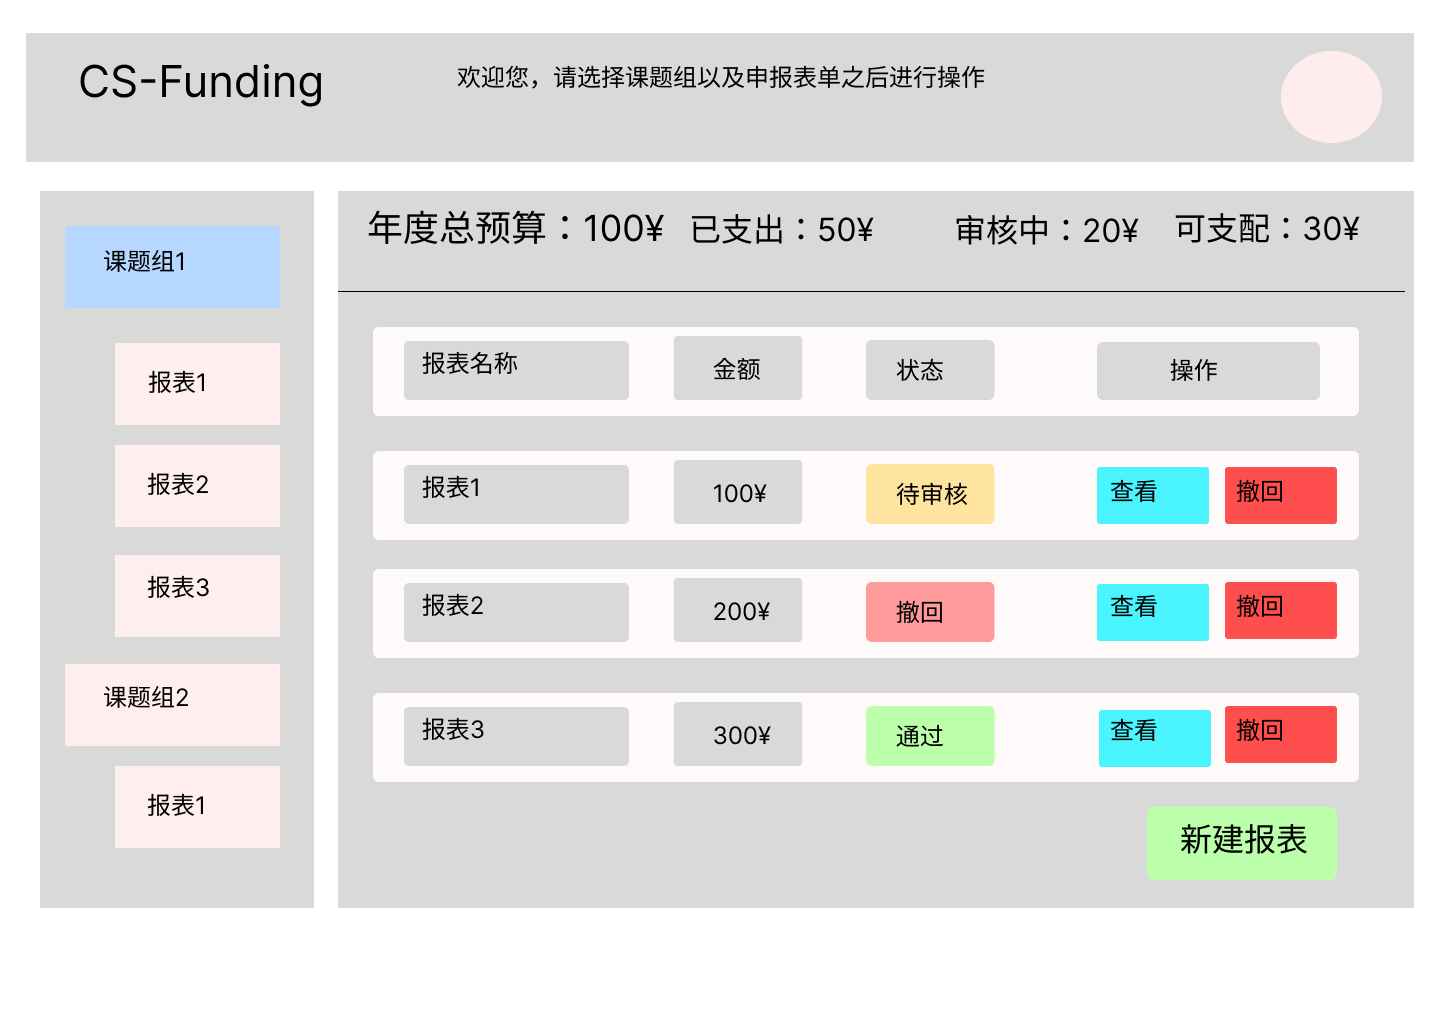 CS-Funding
欢迎您，请选择课题组以及申报表单之后进行操作
课题组1
报表1
报表2
报表3
课题组2
报表1
年度总预算：100¥ 已支出：50¥ 审核中：20¥ 可支配：30¥
报表名称 金额 状态 操作
报表1 100¥ 待审核 查看 撤回
报表2 200¥ 撤回 查看 撤回
报表3 300¥ 通过 查看 撤回
新建报表